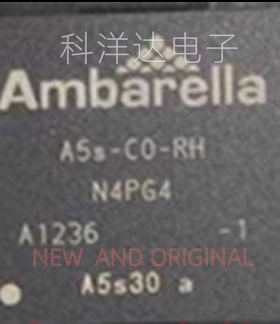 科洋达电子
Ambarella
A5s-C0-RH
N4PG4
A1236 -1
NEW AND ORIGINAL
A5s30 a